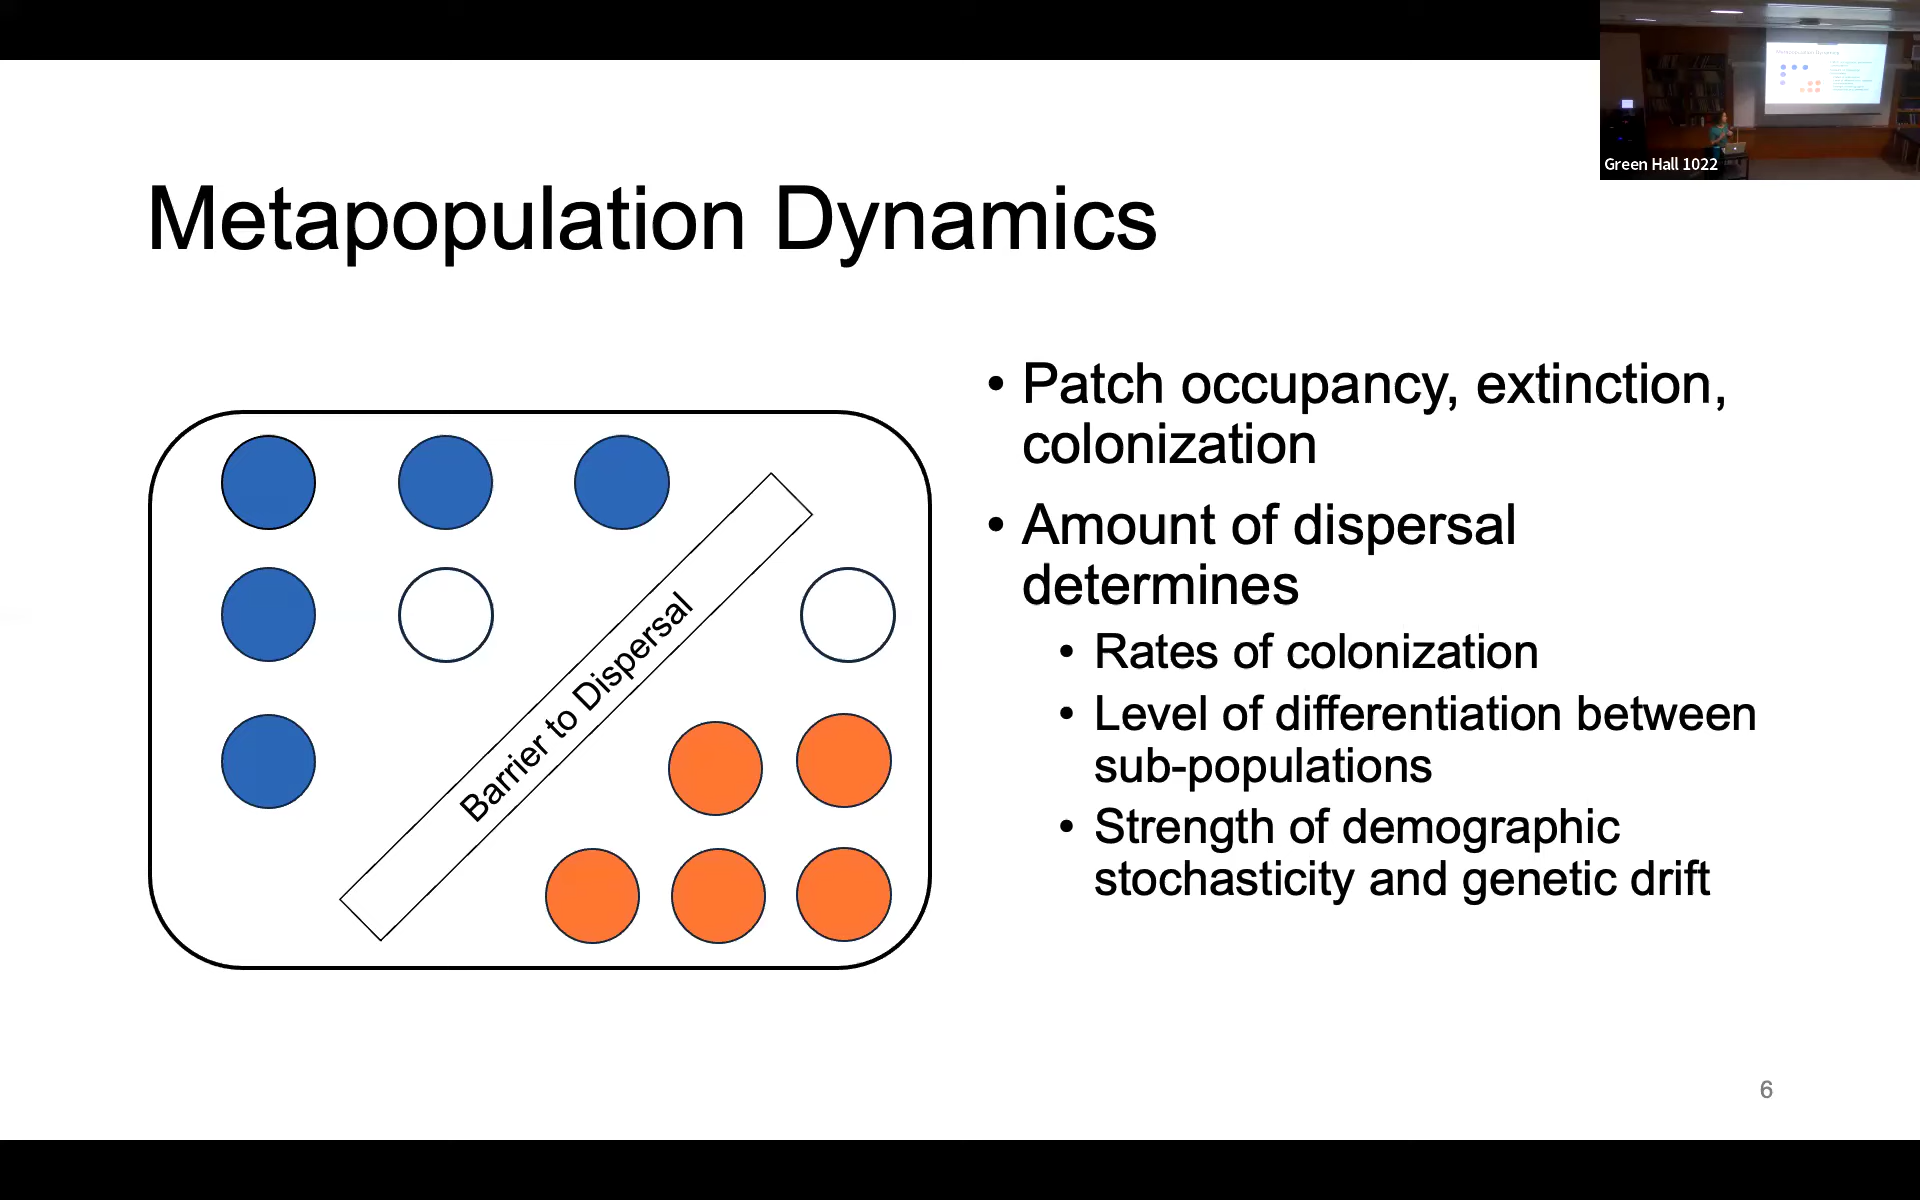 Green Hall 1022
Metapopulation Dynamics
Barrier to Dispersal
• Patch occupancy, extinction,
colonization
• Amount of dispersal
determines
• Rates of colonization
• Level of differentiation between
sub-populations
• Strength of demographic
stochasticity and genetic drift
6